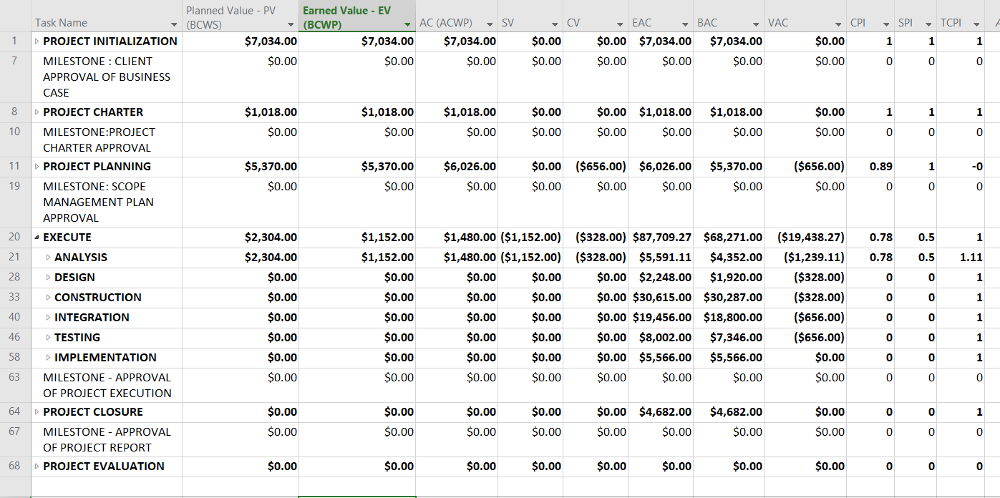 Task Name Planned Value - PV (BCWS) Earned Value - EV (BCWP) AC (ACWP) SV CV EAC BAC VAC CPI SPI TCPI
1 PROJECT INITIALIZATION $7,034.00 $7,034.00 $7,034.00 $0.00 $0.00 $7,034.00 $7,034.00 $0.00 1 1 1
7 MILESTONE : CLIENT $0.00 $0.00 $0.00 $0.00 $0.00 $0.00 $0.00 $0.00 0 0 0
APPROVAL OF BUSINESS
CASE
8 PROJECT CHARTER $1,018.00 $1,018.00 $1,018.00 $0.00 $0.00 $1,018.00 $1,018.00 $0.00 1 1 1
10 MILESTONE:PROJECT $0.00 $0.00 $0.00 $0.00 $0.00 $0.00 $0.00 $0.00 0 0 0
CHARTER APPROVAL
11 PROJECT PLANNING $5,370.00 $5,370.00 $6,026.00 $0.00 ($656.00) $6,026.00 $5,370.00 ($656.00) 0.89 1 -0
19 MILESTONE: SCOPE $0.00 $0.00 $0.00 $0.00 $0.00 $0.00 $0.00 $0.00 0 0 0
MANAGEMENT PLAN
APPROVAL
20 EXECUTE $2,304.00 $1,152.00 $1,480.00 ($1,152.00) ($328.00) $87,709.27 $68,271.00 ($19,438.27) 0.78 0.5 1
21 ANALYSIS $2,304.00 $1,152.00 $1,480.00 ($1,152.00) ($328.00) $5,591.11 $4,352.00 ($1,239.11) 0.78 0.5 1.11
28 DESIGN $0.00 $0.00 $0.00 $0.00 $0.00 $2,248.00 $1,920.00 ($328.00) 0 0 1
33 CONSTRUCTION $0.00 $0.00 $0.00 $0.00 $0.00 $30,615.00 $30,287.00 ($328.00) 0 0 1
40 INTEGRATION $0.00 $0.00 $0.00 $0.00 $0.00 $19,456.00 $18,800.00 ($656.00) 0 0 1
46 TESTING $0.00 $0.00 $0.00 $0.00 $0.00 $8,002.00 $7,346.00 ($656.00) 0 0 1
58 IMPLEMENTATION $0.00 $0.00 $0.00 $0.00 $0.00 $5,566.00 $5,566.00 $0.00 0 0 1
63 MILESTONE - APPROVAL $0.00 $0.00 $0.00 $0.00 $0.00 $0.00 $0.00 $0.00 0 0 0
OF PROJECT EXECUTION
64 PROJECT CLOSURE $0.00 $0.00 $0.00 $0.00 $0.00 $4,682.00 $4,682.00 $0.00 0 0 1
67 MILESTONE - APPROVAL $0.00 $0.00 $0.00 $0.00 $0.00 $0.00 $0.00 $0.00 0 0 0
OF PROJECT REPORT
68 PROJECT EVALUATION $0.00 $0.00 $0.00 $0.00 $0.00 $0.00 $0.00 $0.00 0 0 0